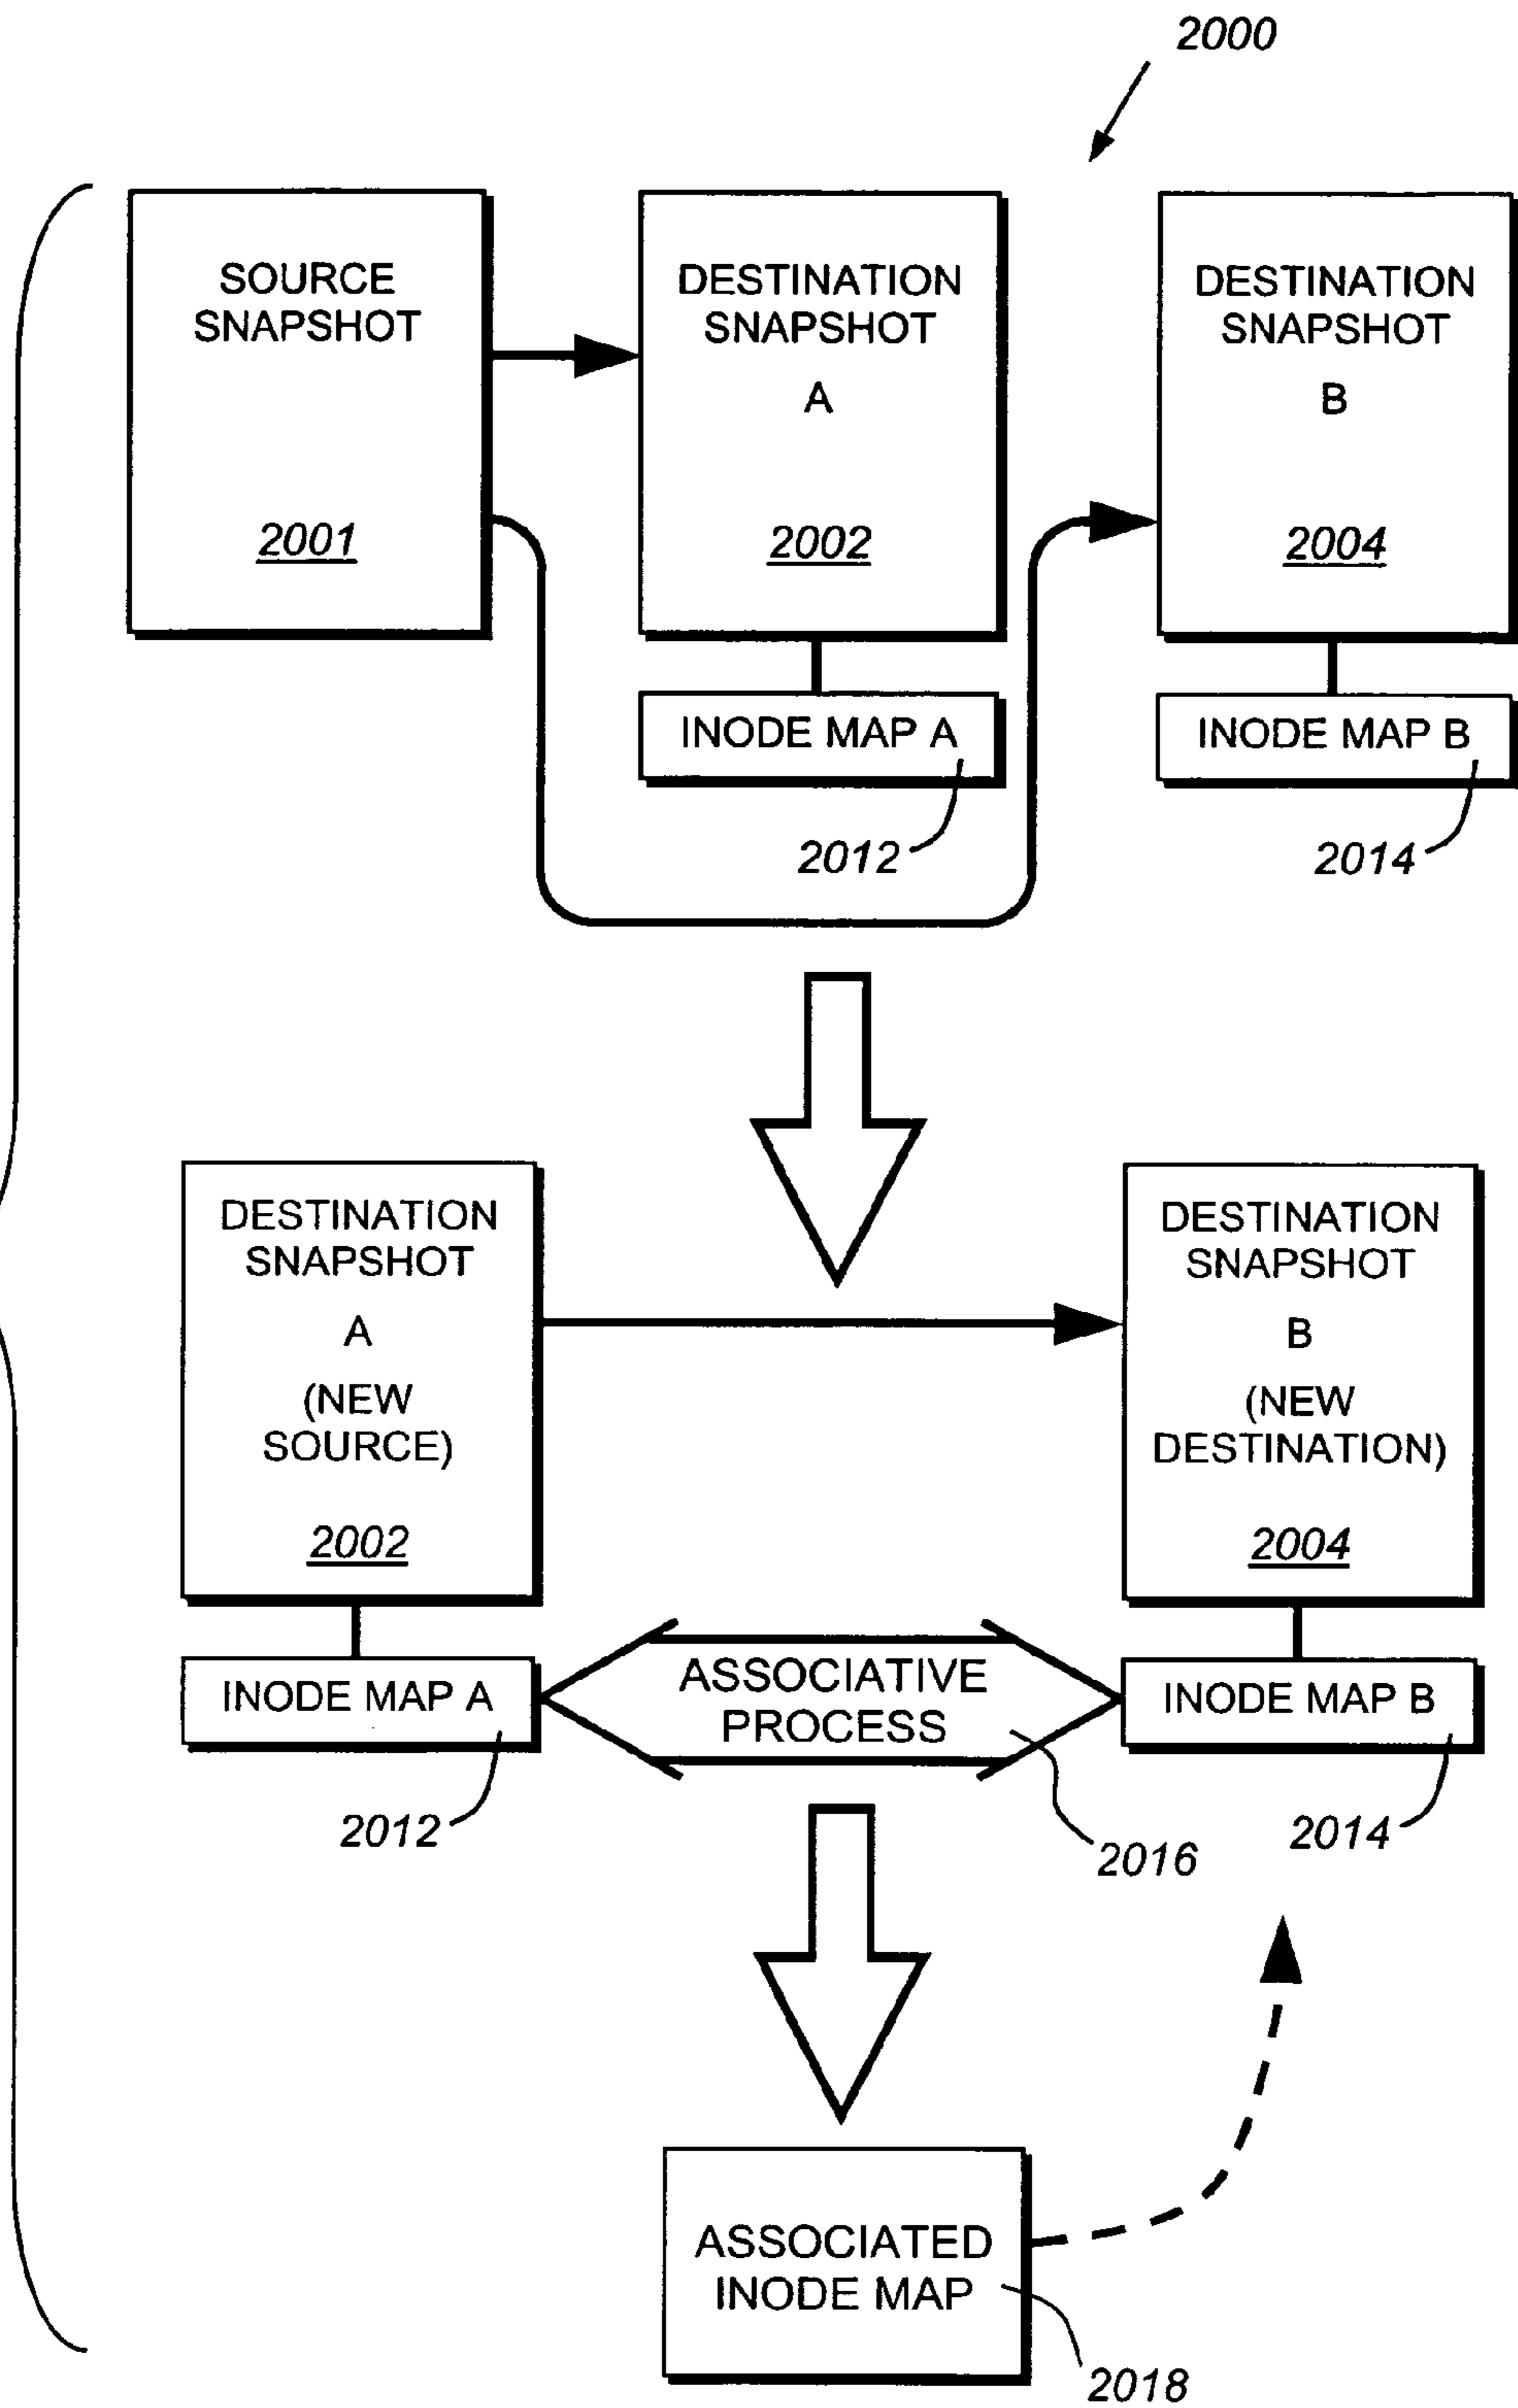 2000
SOURCE
SNAPSHOT
2001
DESTINATION
SNAPSHOT
A
2002
DESTINATION
SNAPSHOT
B
2004
INODE MAP A
2012
INODE MAP B
2014
DESTINATION
SNAPSHOT
A
(NEW
SOURCE)
2002
DESTINATION
SNAPSHOT
B
(NEW
DESTINATION)
2004
INODE MAP A
2012
ASSOCIATIVE
PROCESS
2016
INODE MAP B
2014
ASSOCIATED
INODE MAP
2018